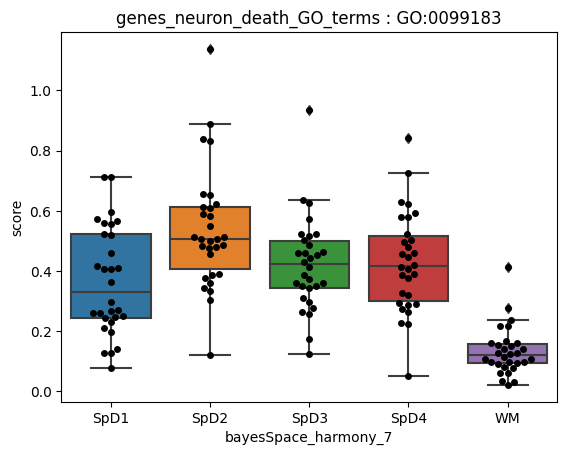 genes_neuron_death_GO_terms : GO:0099183
1.0
0.8
0.6
0.4
0.2
0.0
score
SpD1 SpD2 SpD3 SpD4 WM
bayesSpace_harmony_7